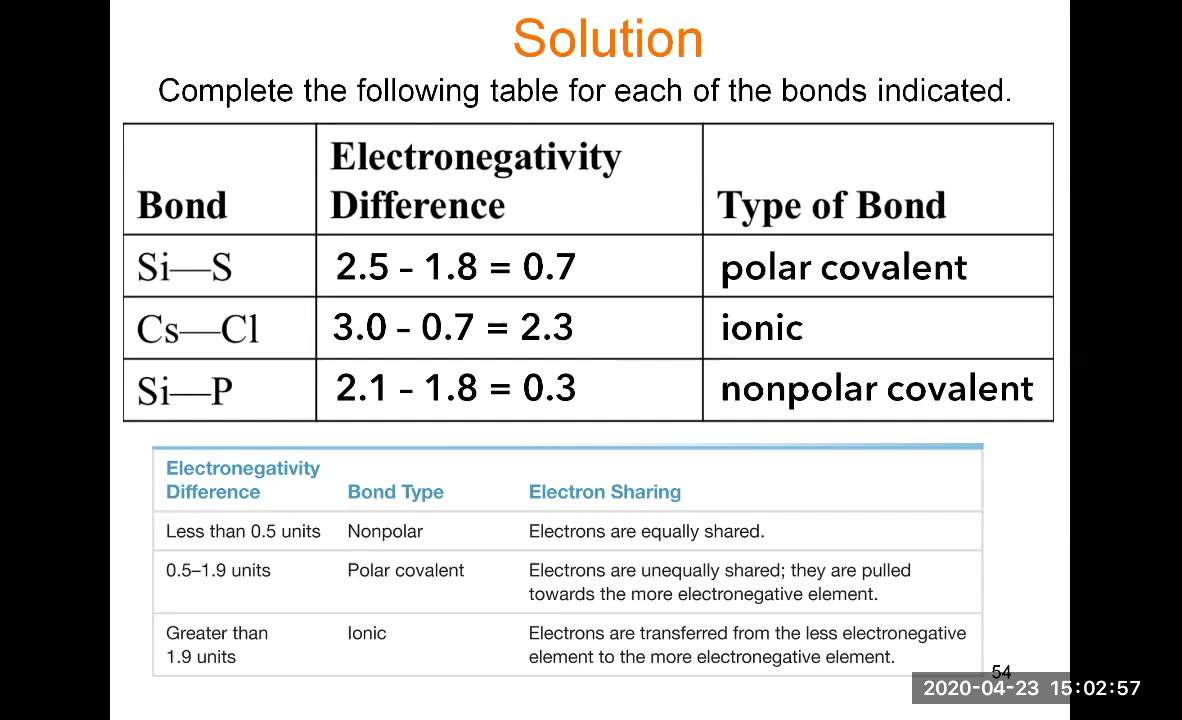 Solution
Complete the following table for each of the bonds indicated.
Bond Electronegativity Difference Type of Bond
Si—S 2.5 – 1.8 = 0.7 polar covalent
Cs—Cl 3.0 – 0.7 = 2.3 ionic
Si—P 2.1 – 1.8 = 0.3 nonpolar covalent
Electronegativity
Difference Bond Type Electron Sharing
Less than 0.5 units Nonpolar Electrons are equally shared.
0.5–1.9 units Polar covalent Electrons are unequally shared; they are pulled
towards the more electronegative element.
Greater than Ionic Electrons are transferred from the less electronegative
1.9 units element to the more electronegative element.
54
2020-04-23 15:02:57